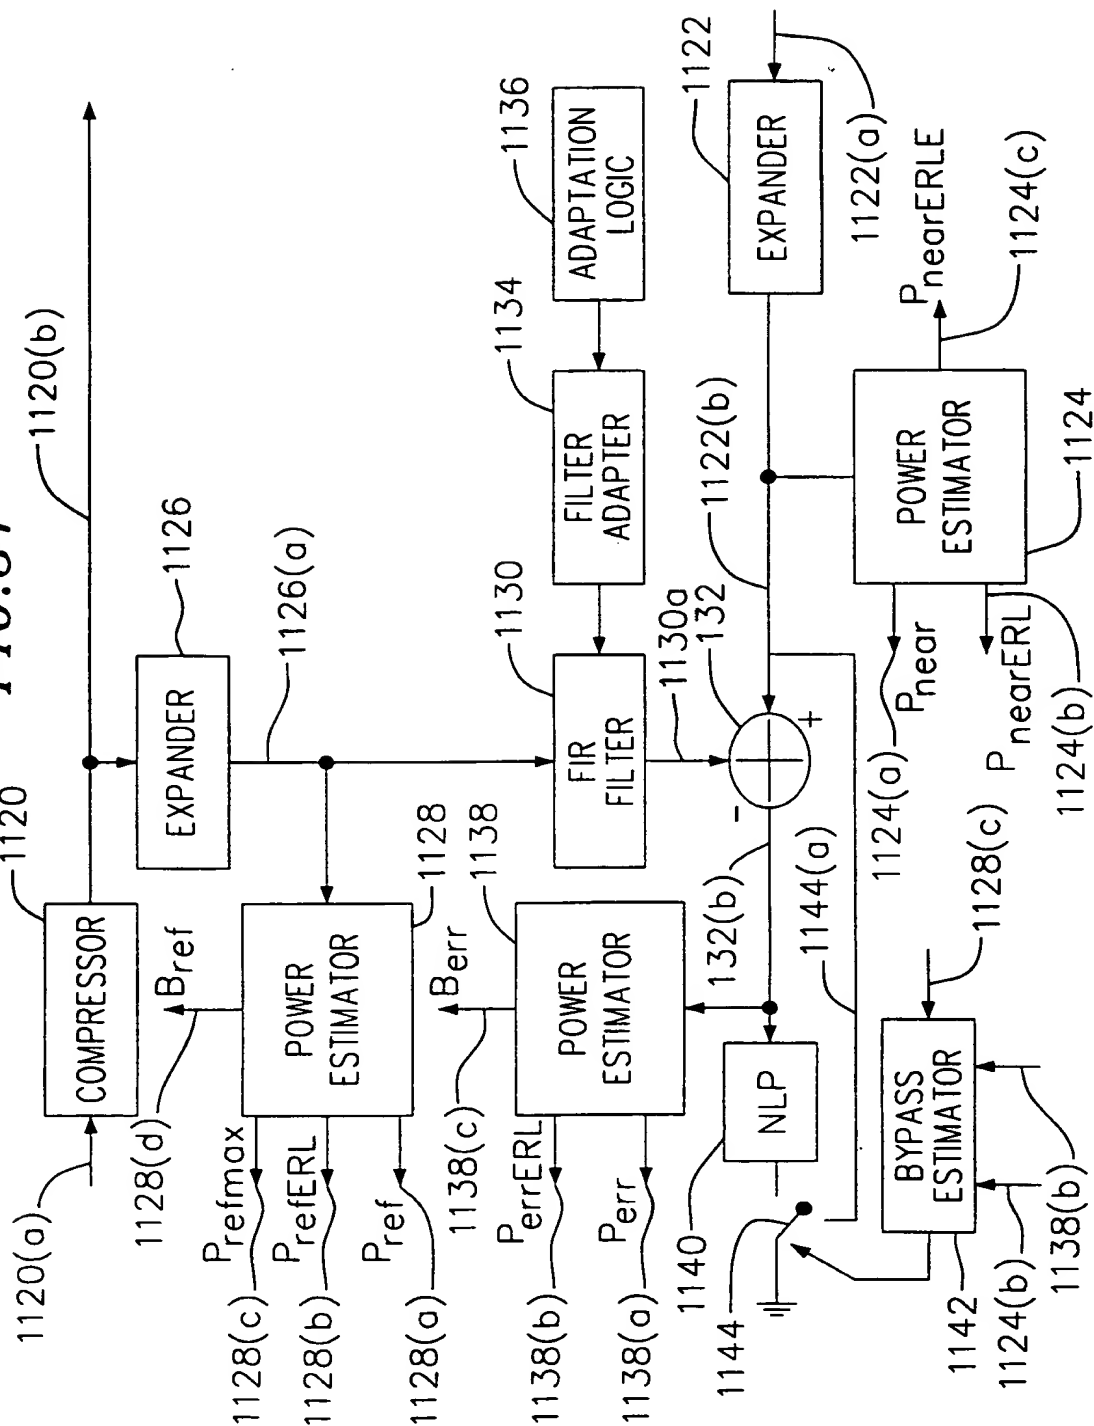 1120(a)
1120
COMPRESSOR
1120(b)
1126
EXPANDER
1126(a)
1128(d)
Bref
1128
POWER
ESTIMATOR
Prefmax
1128(c)
PrefERL
1128(b)
Pref
1128(a)
1136
ADAPTATION
LOGIC
1134
FILTER
ADAPTER
1130
FIR
FILTER
1130a
1138
POWER
ESTIMATOR
Berr
1138(c)
PerrERL
1138(b)
Perr
1138(a)
132
+
-
132(b)
1122
EXPANDER
1122(a)
1122(b)
1124
POWER
ESTIMATOR
PnearERLE
1124(c)
Pnear
1124(a)
P nearERL
1124(b)
1140
NLP
1144
1144(a)
1142
BYPASS
ESTIMATOR
1128(c)
1138(b)
1124(b)